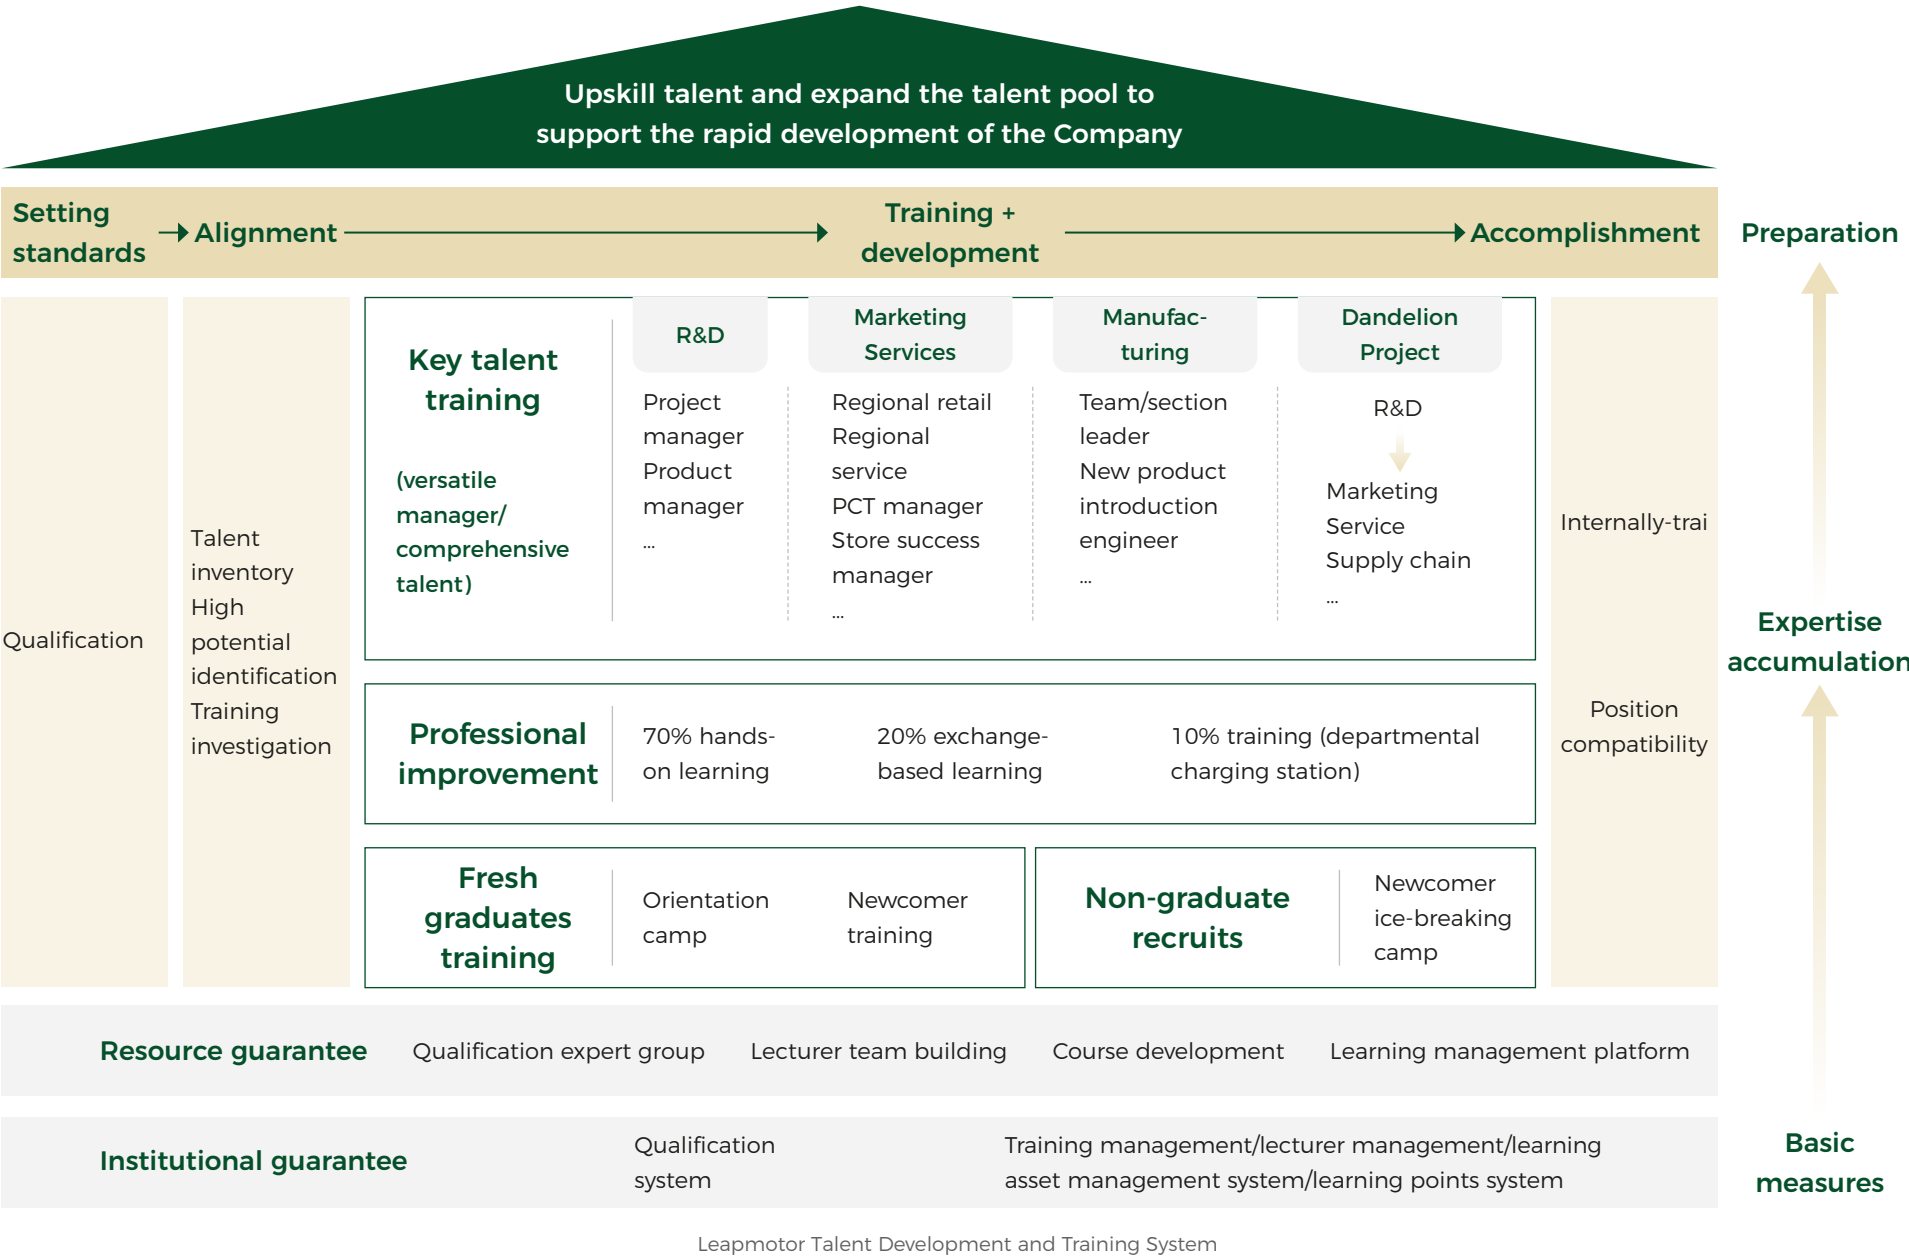 Upskill talent and expand the talent pool to
support the rapid development of the Company
Setting
standards
Alignment
Training +
development
Accomplishment
Preparation
Qualification
Talent
inventory
High
potential
identification
Training
investigation
Key talent
training
(versatile
manager/
comprehensive
talent)
R&D
Project
manager
Product
manager
...
Marketing
Services
Regional retail
Regional
service
PCT manager
Store success
manager
...
Manufac-
turing
Team/section
leader
New product
introduction
engineer
...
Dandelion
Project
R&D
Marketing
Service
Supply chain
...
Internally-trai
Position
compatibility
Expertise
accumulation
Professional
improvement
70% hands-
on learning
20% exchange-
based learning
10% training (departmental
charging station)
Fresh
graduates
training
Orientation
camp
Newcomer
training
Non-graduate
recruits
Newcomer
ice-breaking
camp
Resource guarantee
Qualification expert group
Lecturer team building
Course development
Learning management platform
Institutional guarantee
Qualification
system
Training management/lecturer management/learning
asset management system/learning points system
Basic
measures
Leapmotor Talent Development and Training System